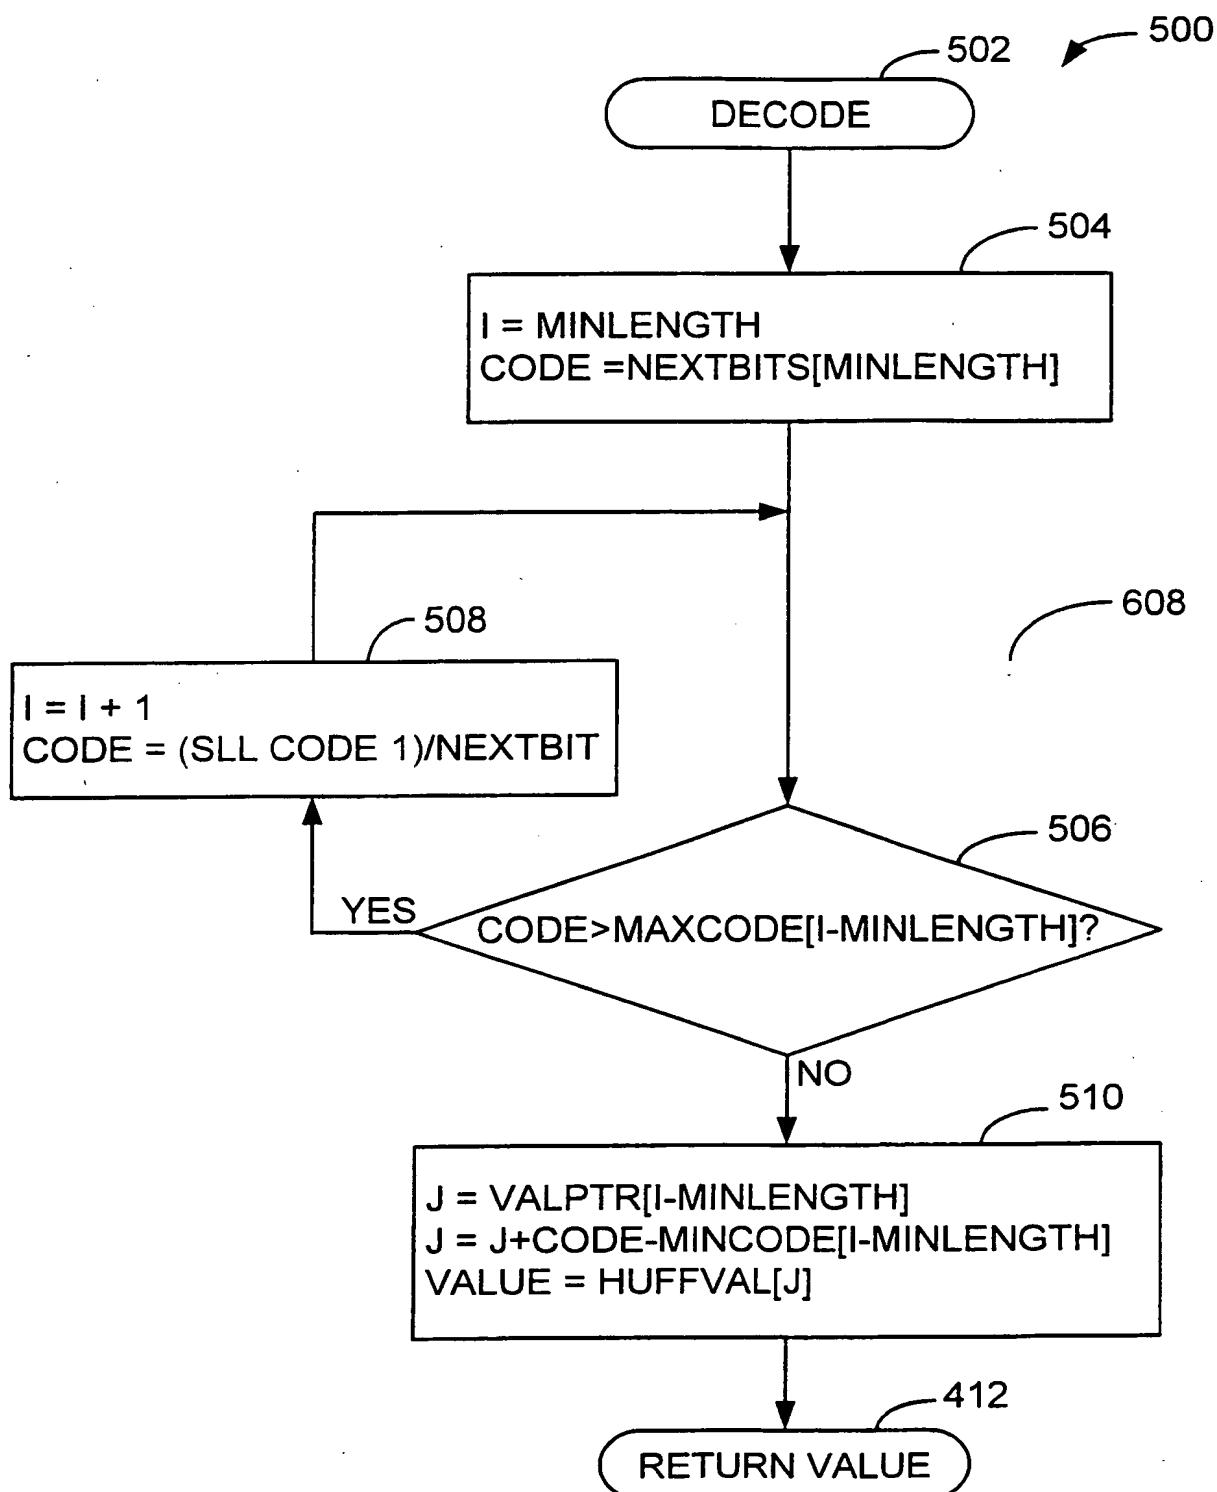 500
502
DECODE
504
I = MINLENGTH
CODE =NEXTBITS[MINLENGTH]
608
508
I = I + 1
CODE = (SLL CODE 1)/NEXTBIT
506
YES
CODE>MAXCODE[I-MINLENGTH]?
NO
510
J = VALPTR[I-MINLENGTH]
J = J+CODE-MINCODE[I-MINLENGTH]
VALUE = HUFFVAL[J]
412
RETURN VALUE